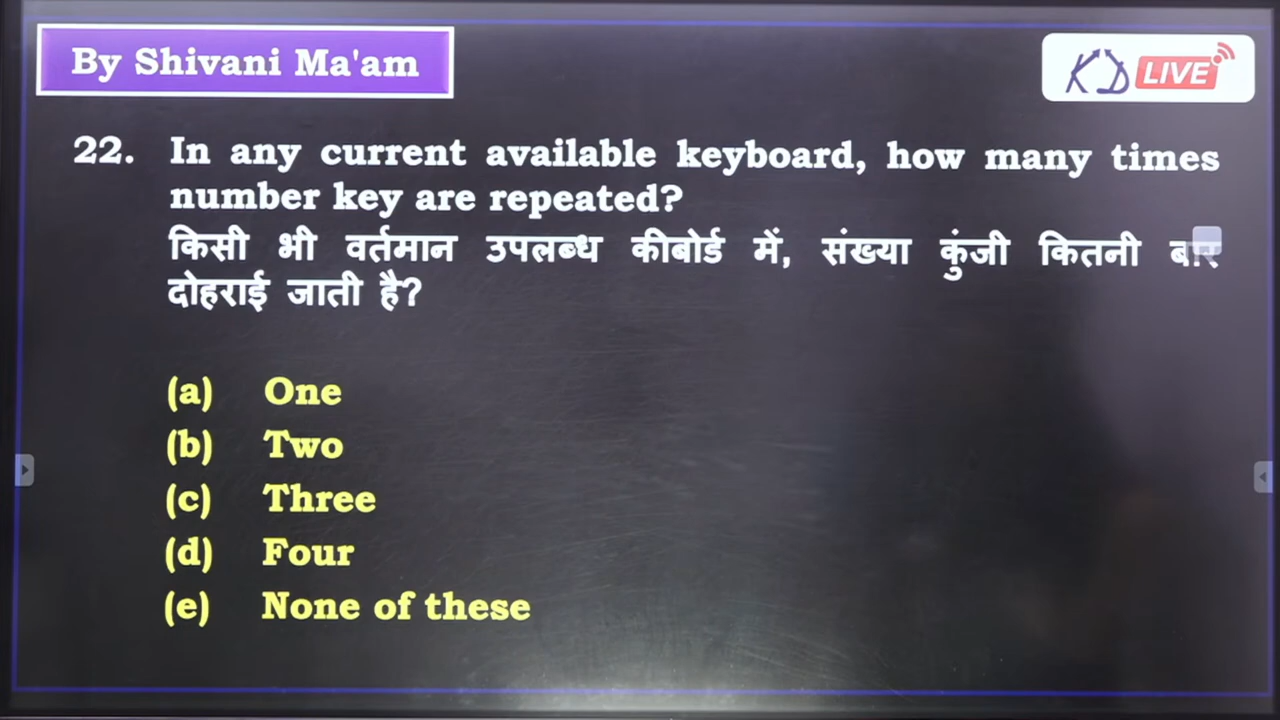 By Shivani Ma'am
KD LIVE
22. In any current available keyboard, how many times
number key are repeated?
किसी भी वर्तमान उपलब्ध कीबोर्ड में, संख्या कुंजी कितनी बार
दोहराई जाती है?
(a) One
(b) Two
(c) Three
(d) Four
(e) None of these